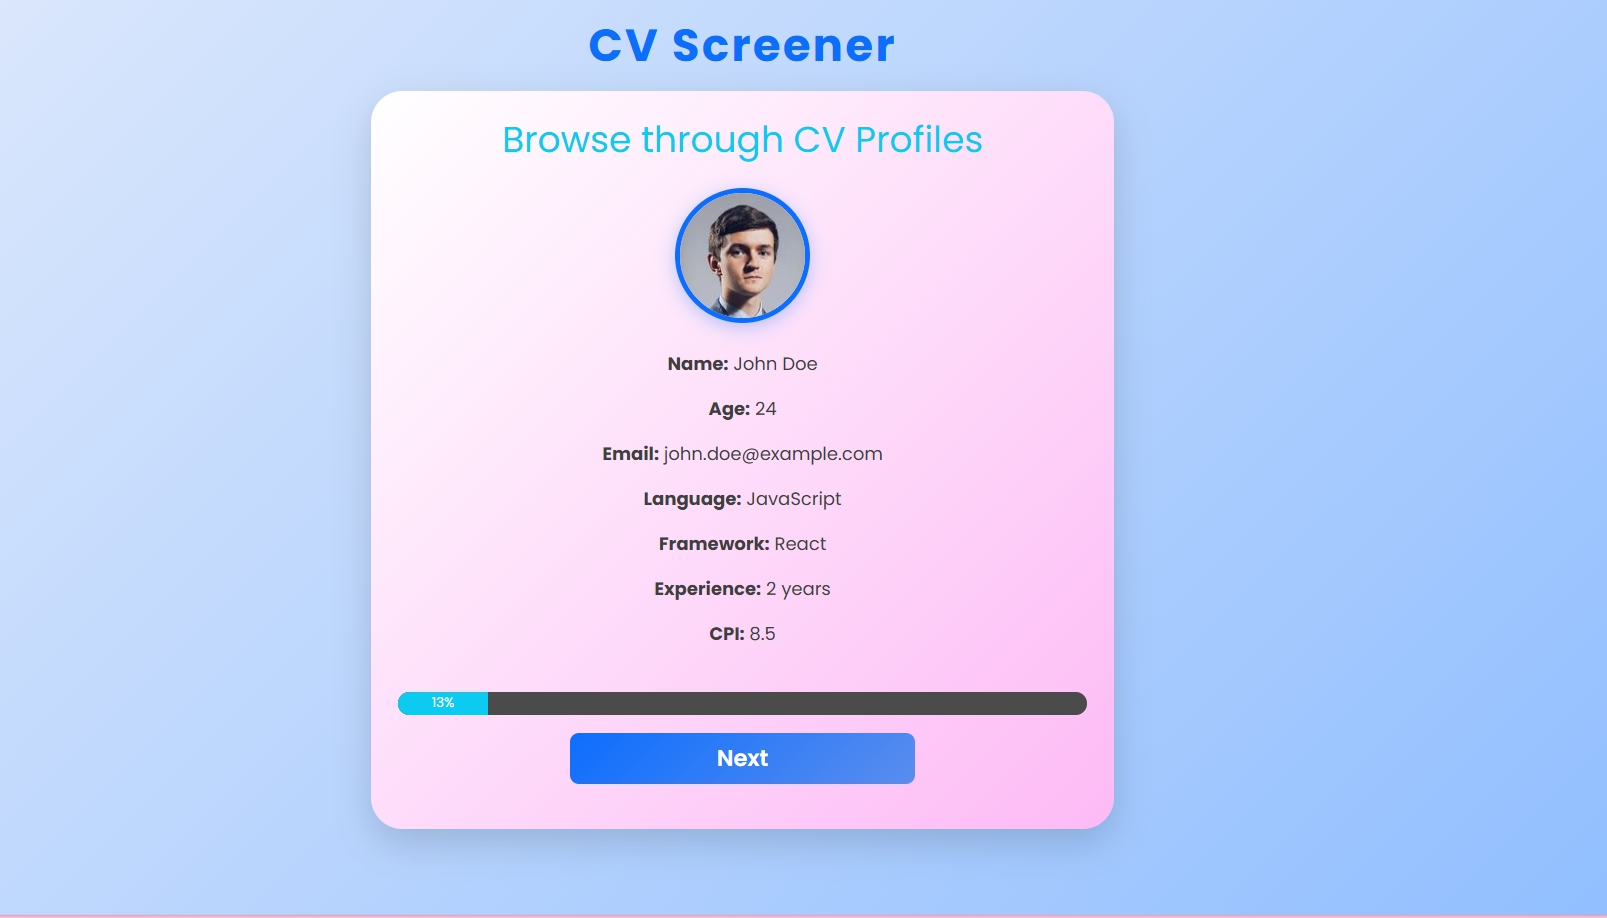 CV Screener
Browse through CV Profiles
Name: John Doe
Age: 24
Email: john.doe@example.com
Language: JavaScript
Framework: React
Experience: 2 years
CPI: 8.5
13%
Next